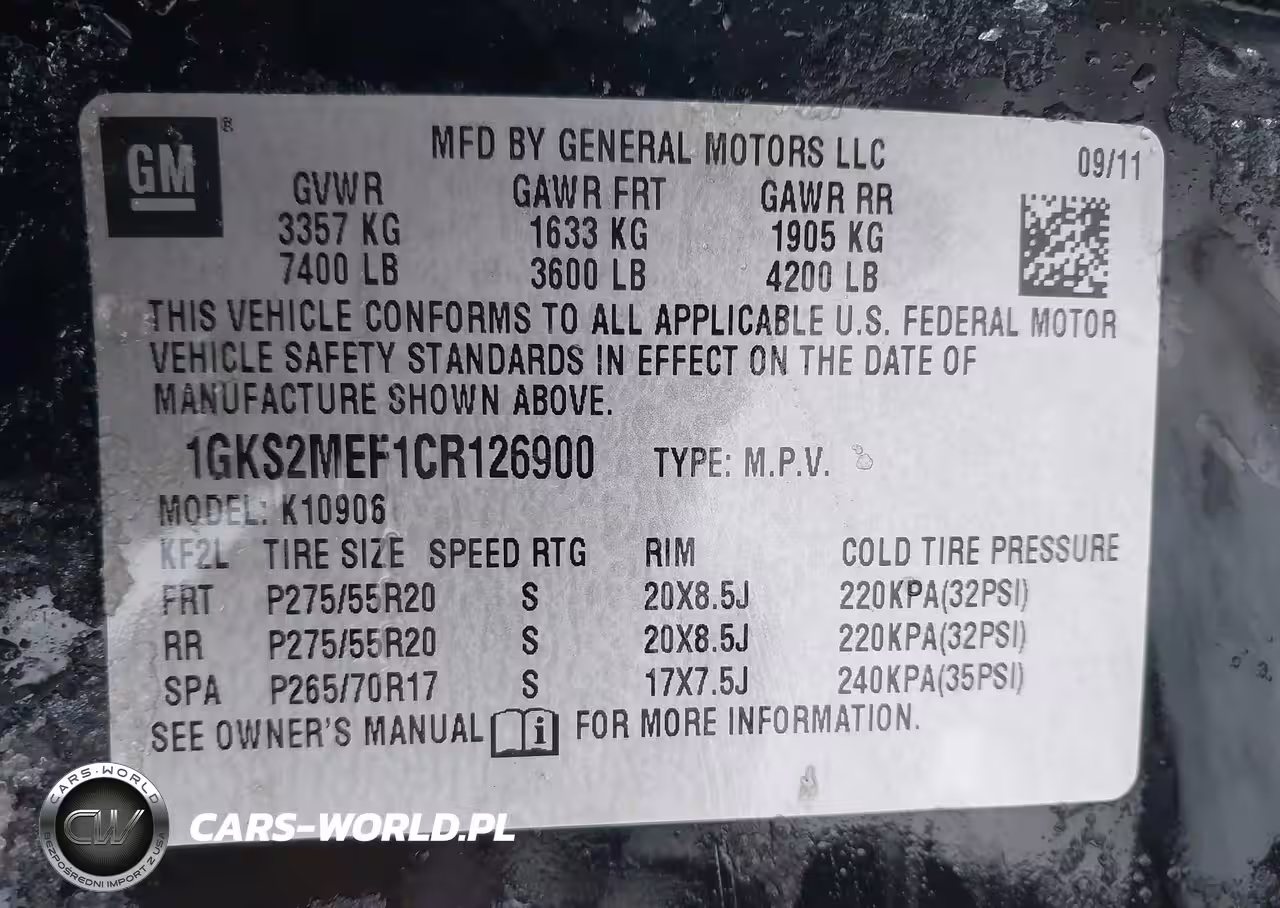 GM®
MFD BY GENERAL MOTORS LLC
09/11
GVWR GAWR FRT GAWR RR
3357 KG 1633 KG 1905 KG
7400 LB 3600 LB 4200 LB
THIS VEHICLE CONFORMS TO ALL APPLICABLE U.S. FEDERAL MOTOR
VEHICLE SAFETY STANDARDS IN EFFECT ON THE DATE OF
MANUFACTURE SHOWN ABOVE.
1GKS2MEF1CR126900 TYPE: M.P.V.
MODEL: K10906
KF2L TIRE SIZE SPEED RTG RIM COLD TIRE PRESSURE
FRT P275/55R20 S 20X8.5J 220KPA(32PSI)
RR P275/55R20 S 20X8.5J 220KPA(32PSI)
SPA P265/70R17 S 17X7.5J 240KPA(35PSI)
SEE OWNER'S MANUAL i FOR MORE INFORMATION.
CARS-WORLD
CW
BEZPOŚREDNI IMPORT Z USA
CARS-WORLD.PL